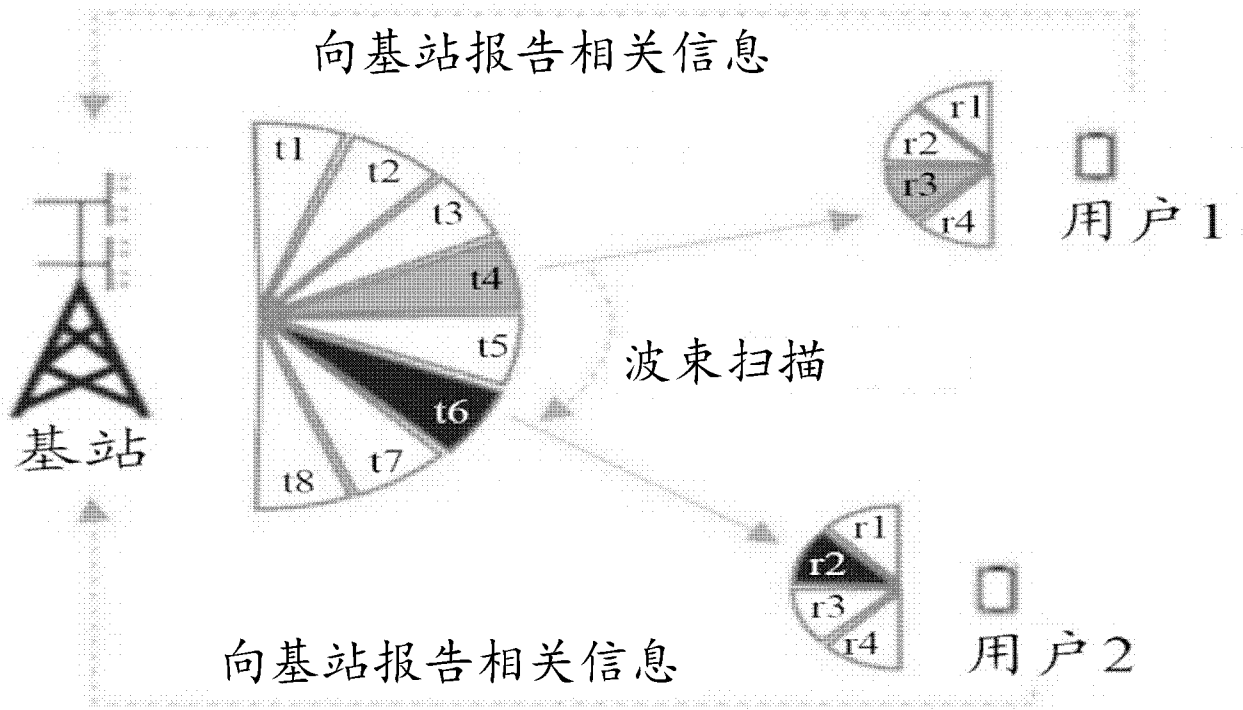 向基站报告相关信息
t1
t2
t3
t4
t5
t6
t7
t8
r1
r2
r3
r4
用户1
波束扫描
基站
r1
r2
r3
r4
用户2
向基站报告相关信息